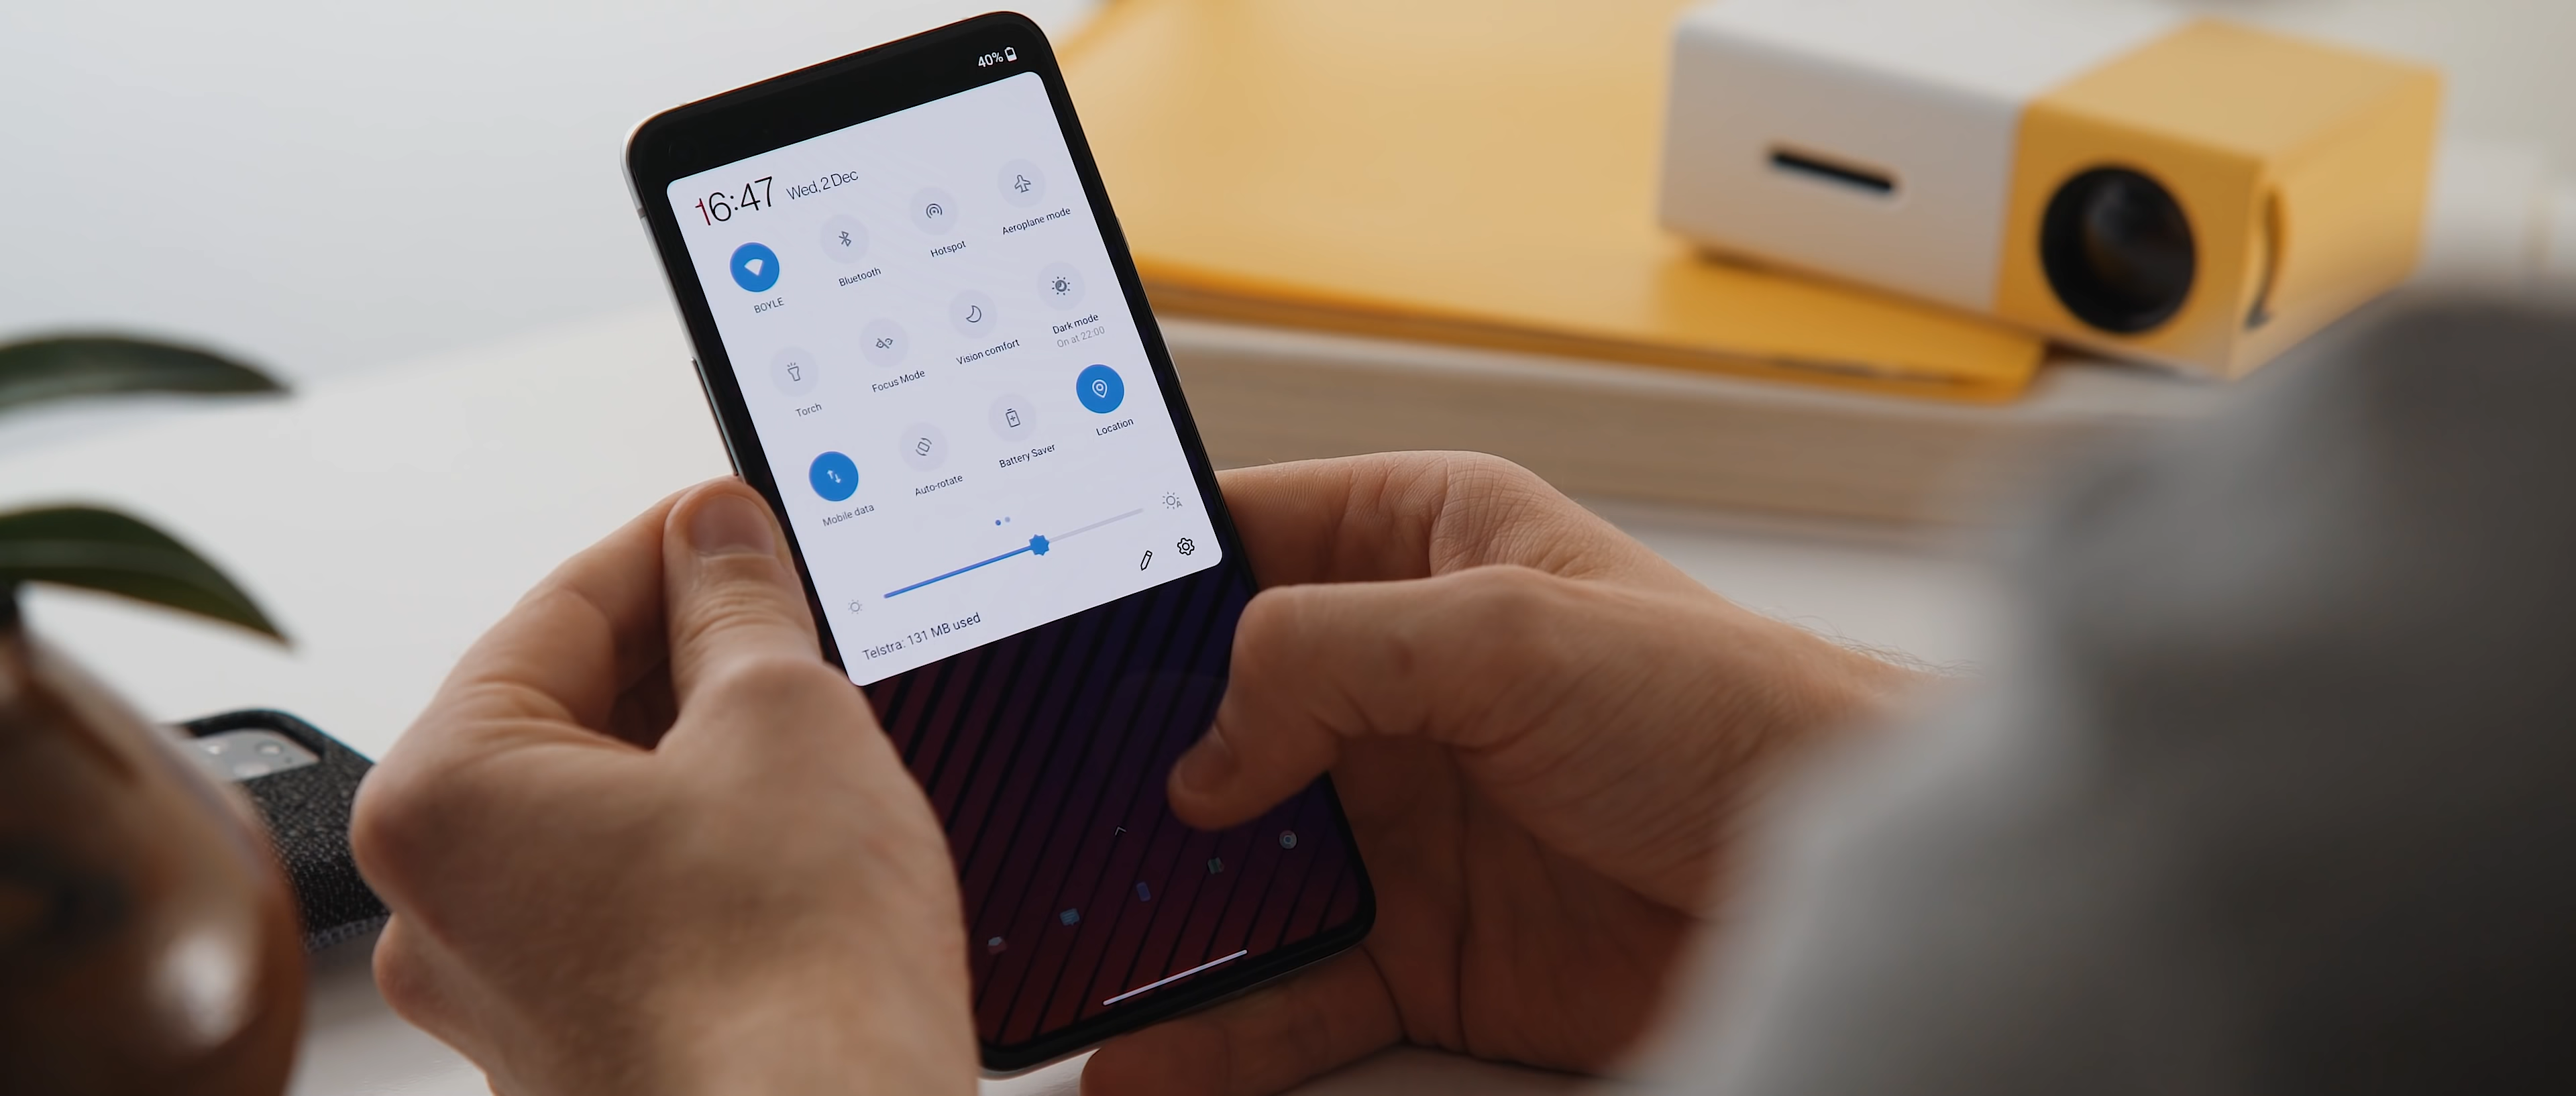 40%
16:47 Wed, 2 Dec
BOYLE
Bluetooth
Hotspot
Aeroplane mode
Torch
Focus Mode
Vision comfort
Dark mode
On at 22:00
Mobile data
Auto-rotate
Battery Saver
Location
A
Telstra: 131 MB used